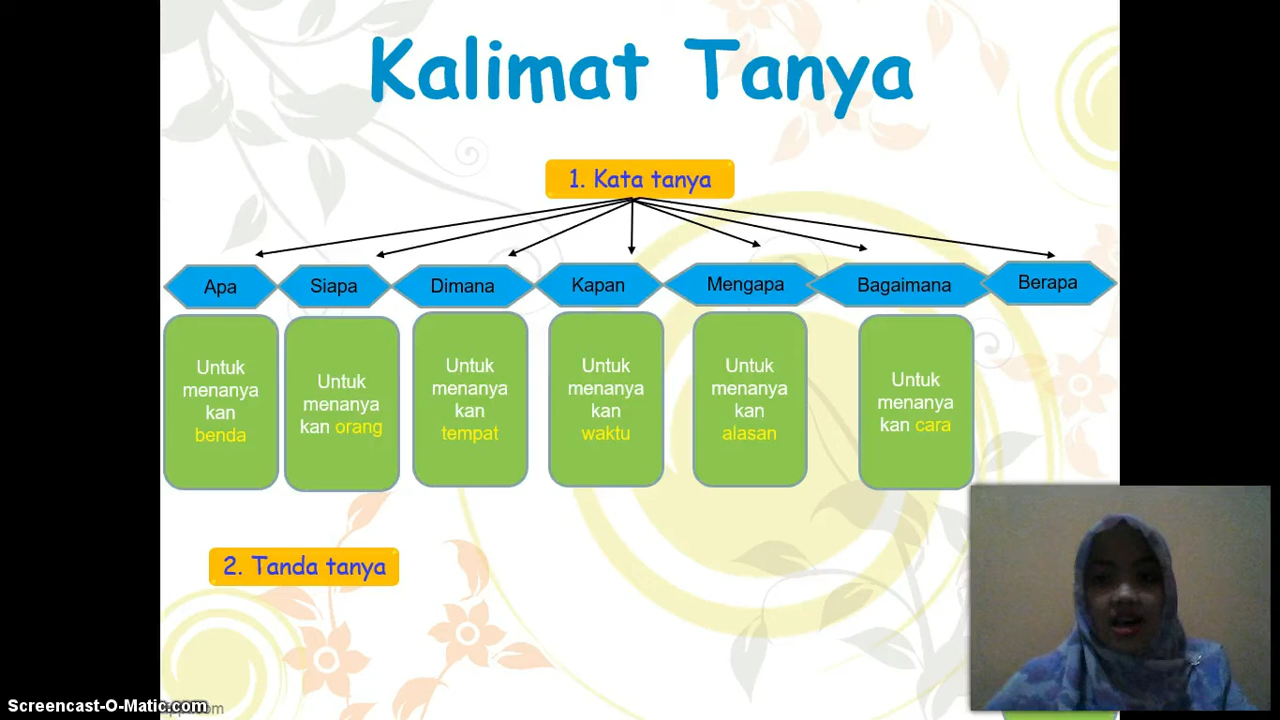 Kalimat Tanya
1. Kata tanya
Apa
Siapa
Dimana
Kapan
Mengapa
Bagaimana
Berapa
Untuk
menanya
kan
benda
Untuk
menanya
kan orang
Untuk
menanya
kan
tempat
Untuk
menanya
kan
waktu
Untuk
menanya
kan
alasan
Untuk
menanya
kan cara
2. Tanda tanya
Screencast-O-Matic.com